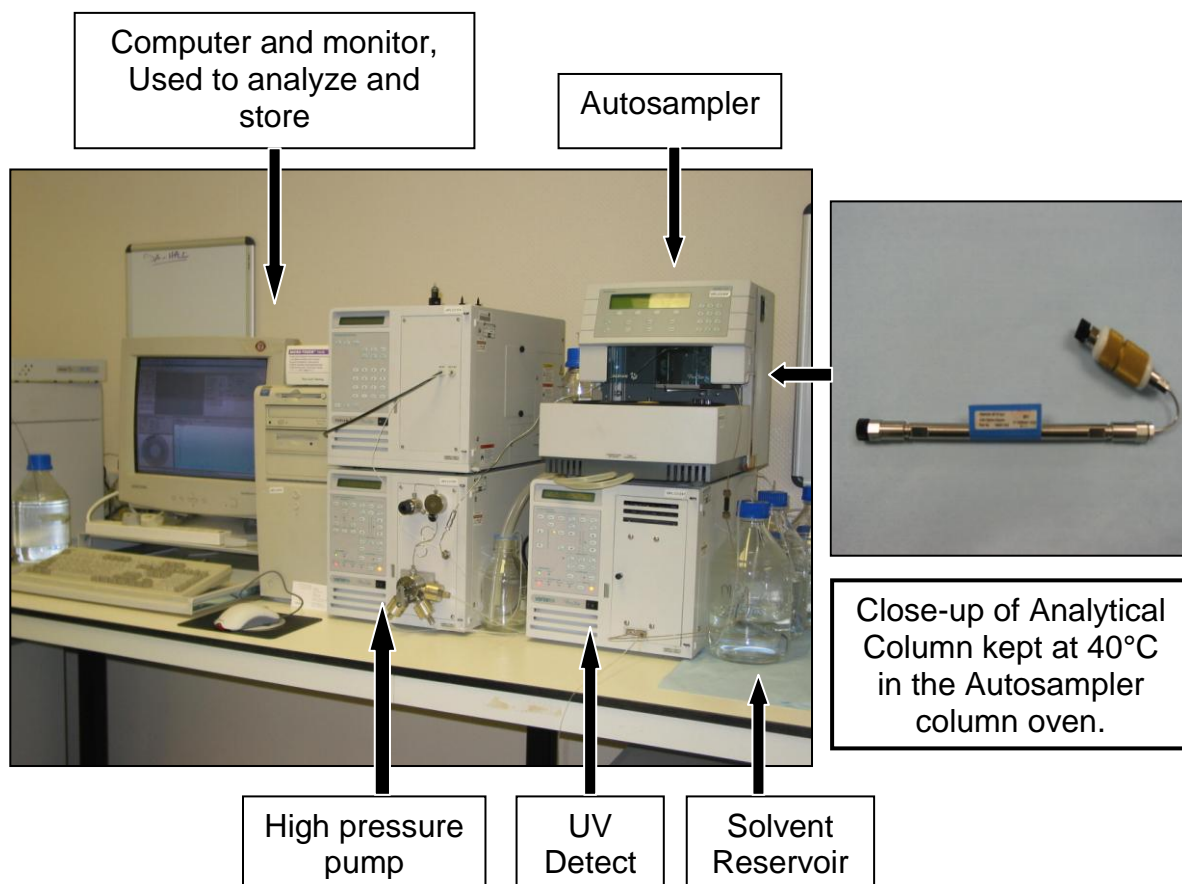 Computer and monitor,
Used to analyze and
store
Autosampler
Close-up of Analytical
Column kept at 40°C
in the Autosampler
column oven.
High pressure
pump
UV
Detect
Solvent
Reservoir